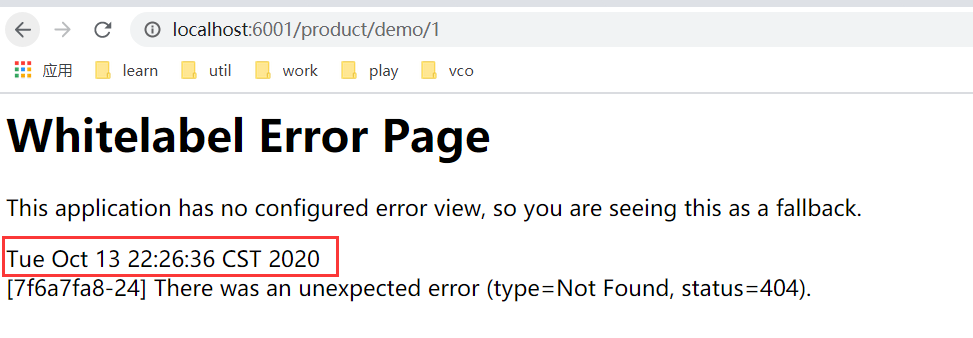 localhost:6001/product/demo/1
应用 learn util work play vco
Whitelabel Error Page
This application has no configured error view, so you are seeing this as a fallback.
Tue Oct 13 22:26:36 CST 2020
[7f6a7fa8-24] There was an unexpected error (type=Not Found, status=404).